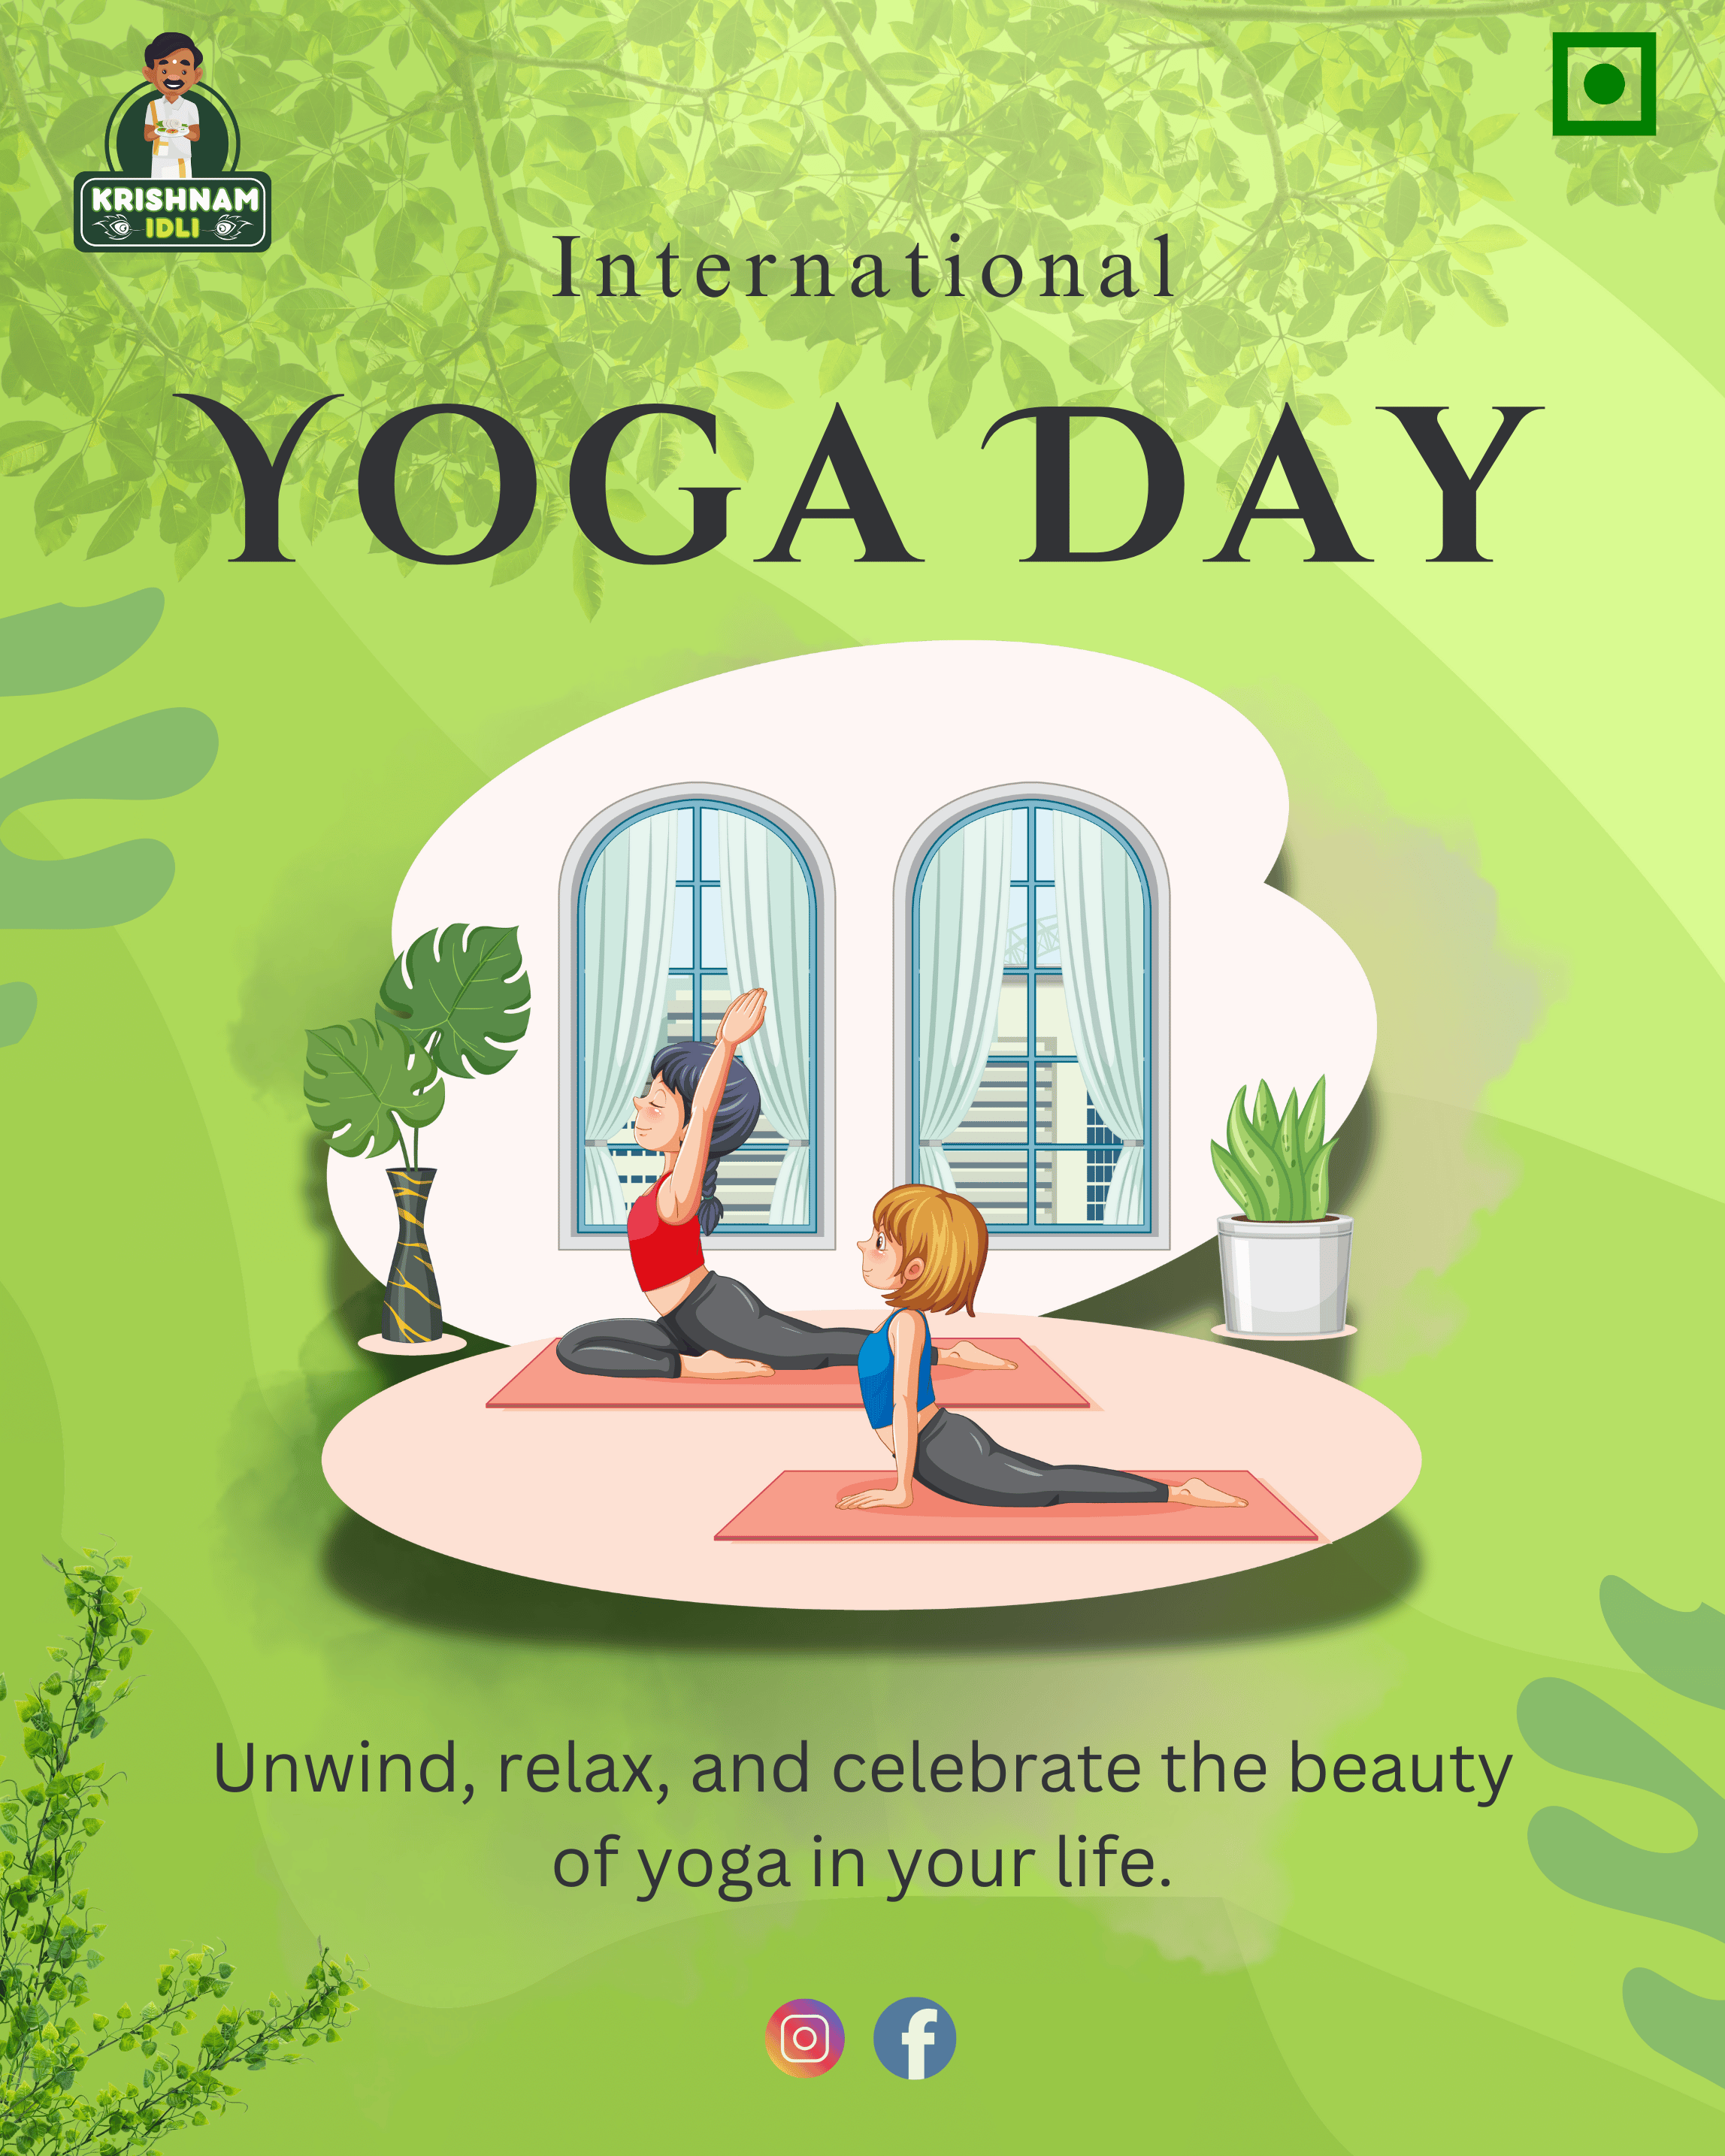 KRISHNAM
IDLI
International
YOGA DAY
Unwind, relax, and celebrate the beauty
of yoga in your life.